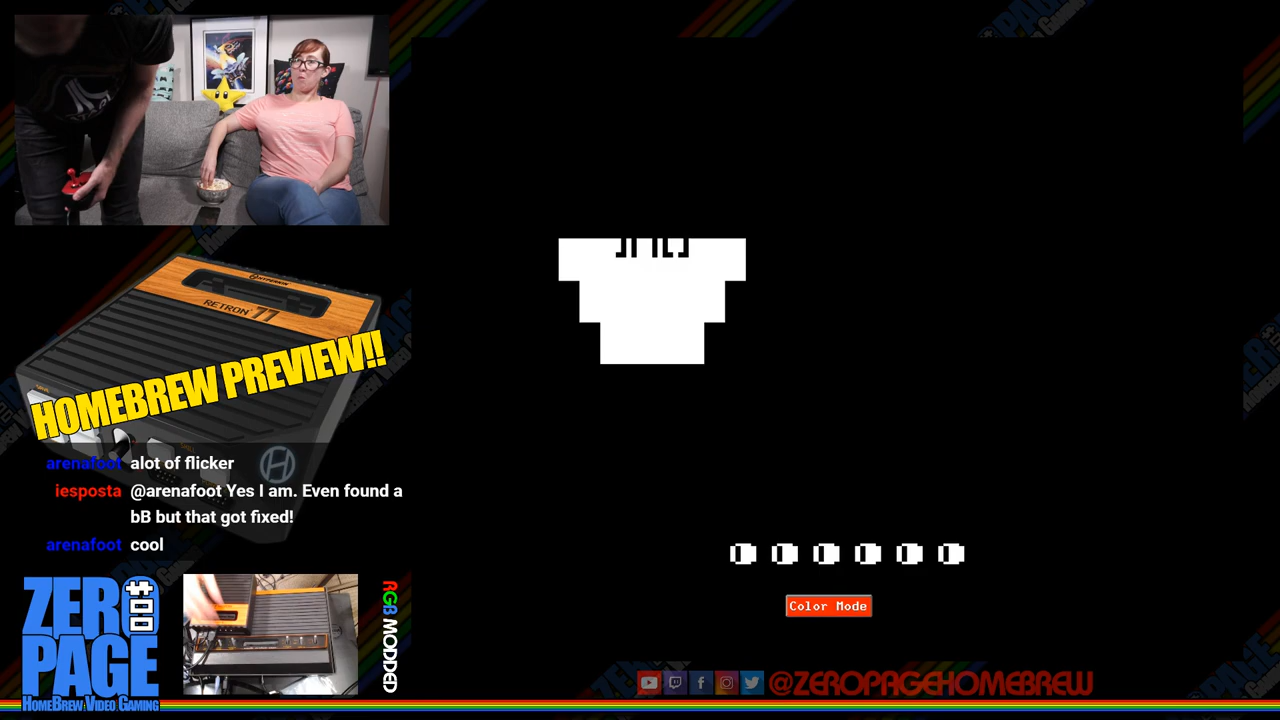 HYPERKIN
RETRON 77
HOMEBREW PREVIEW!!
arenafoot alot of flicker
iesposta @arenafoot Yes I am. Even found a
bB but that got fixed!
arenafoot cool
Color Mode
ZERO
PAGE
HOMEBREW VIDEO GAMING
RGB MODDED
@ZEROPAGEHOMEBREW